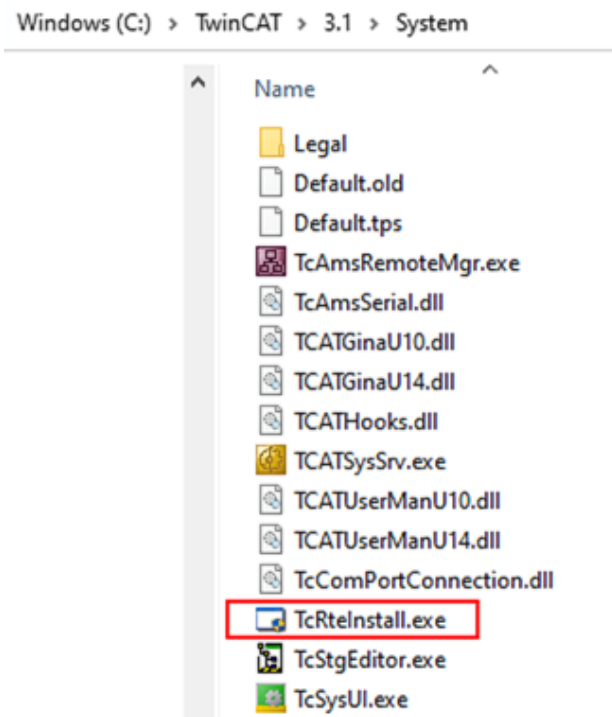 Windows (C:) > TwinCAT > 3.1 > System
Name
Legal
Default.old
Default.tps
TcAmsRemoteMgr.exe
TcAmsSerial.dll
TCATGinaU10.dll
TCATGinaU14.dll
TCATHooks.dll
TCATSysSrv.exe
TCATUserManU10.dll
TCATUserManU14.dll
TcComPortConnection.dll
TcRteInstall.exe
TcStgEditor.exe
TcSysUI.exe